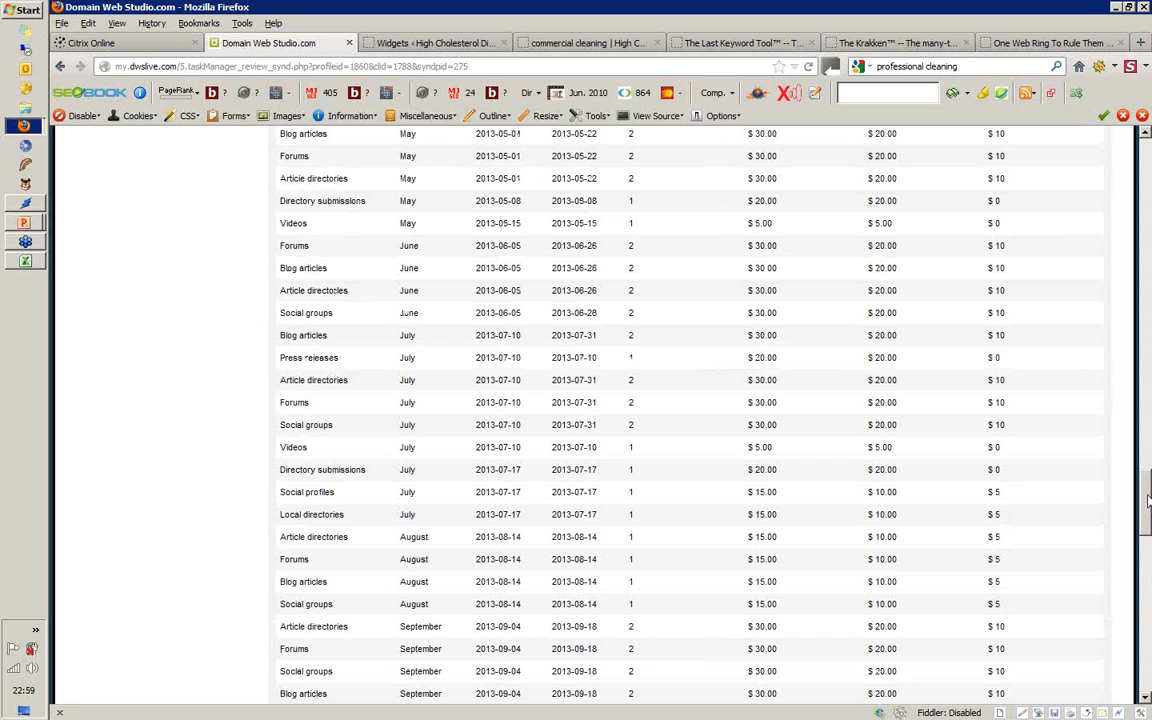 Start Domain Web Studio.com - Mozilla Firefox
File Edit View History Bookmarks Tools Help
Citrix Online Domain Web Studio.com Widgets < High Cholesterol Di... commercial cleaning | High C... The Last Keyword Tool™ -- T... The Krakken™ -- The many-t... One Web Ring To Rule Them ...
my.dwslive.com/5.taskManager_review_synd.php?profileid=1860&clid=1788&syndpid=275 professional cleaning
SEOBOOK PageRank b ? ? MJ SEO 405 b ? ? MJ SEO 24 b ? Dir Jun. 2010 864 Comp.
Disable Cookies CSS Forms Images Information Miscellaneous Outline Resize Tools View Source Options
Blog articles May 2013-05-01 2013-05-22 2 $ 30.00 $ 20.00 $ 10
Forums May 2013-05-01 2013-05-22 2 $ 30.00 $ 20.00 $ 10
Article directories May 2013-05-01 2013-05-22 2 $ 30.00 $ 20.00 $ 10
Directory submissions May 2013-05-08 2013-09-08 1 $ 20.00 $ 20.00 $ 0
Videos May 2013-05-15 2013-05-15 1 $ 5.00 $ 5.00 $ 0
Forums June 2013-06-05 2013-06-26 2 $ 30.00 $ 20.00 $ 10
Blog articles June 2013-06-05 2013-06-26 2 $ 30.00 $ 20.00 $ 10
Article directories June 2013-06-05 2013-06-26 2 $ 30.00 $ 20.00 $ 10
Social groups June 2013-06-05 2013-06-26 2 $ 30.00 $ 20.00 $ 10
Blog articles July 2013-07-10 2013-07-31 2 $ 30.00 $ 20.00 $ 10
Press releases July 2013-07-10 2013-07-10 1 $ 20.00 $ 20.00 $ 0
Article directories July 2013-07-10 2013-07-31 2 $ 30.00 $ 20.00 $ 10
Forums July 2013-07-10 2013-07-31 2 $ 30.00 $ 20.00 $ 10
Social groups July 2013-07-10 2013-07-31 2 $ 30.00 $ 20.00 $ 10
Videos July 2013-07-10 2013-07-10 1 $ 5.00 $ 5.00 $ 0
Directory submissions July 2013-07-17 2013-07-17 1 $ 20.00 $ 20.00 $ 0
Social profiles July 2013-07-17 2013-07-17 1 $ 15.00 $ 10.00 $ 5
Local directories July 2013-07-17 2013-07-17 1 $ 15.00 $ 10.00 $ 5
Article directories August 2013-08-14 2013-08-14 1 $ 15.00 $ 10.00 $ 5
Forums August 2013-08-14 2013-08-14 1 $ 15.00 $ 10.00 $ 5
Blog articles August 2013-08-14 2013-08-14 1 $ 15.00 $ 10.00 $ 5
Social groups August 2013-08-14 2013-08-14 1 $ 15.00 $ 10.00 $ 5
Article directories September 2013-09-04 2013-09-18 2 $ 30.00 $ 20.00 $ 10
Forums September 2013-09-04 2013-09-18 2 $ 30.00 $ 20.00 $ 10
Social groups September 2013-09-04 2013-09-18 2 $ 30.00 $ 20.00 $ 10
Blog articles September 2013-09-04 2013-09-18 2 $ 30.00 $ 20.00 $ 10
22:59
Fiddler: Disabled